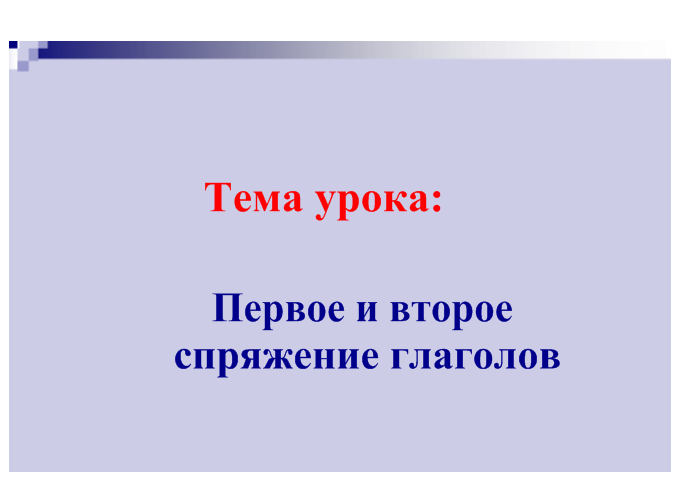 Тема урока:
Первое и второе
спряжение глаголов